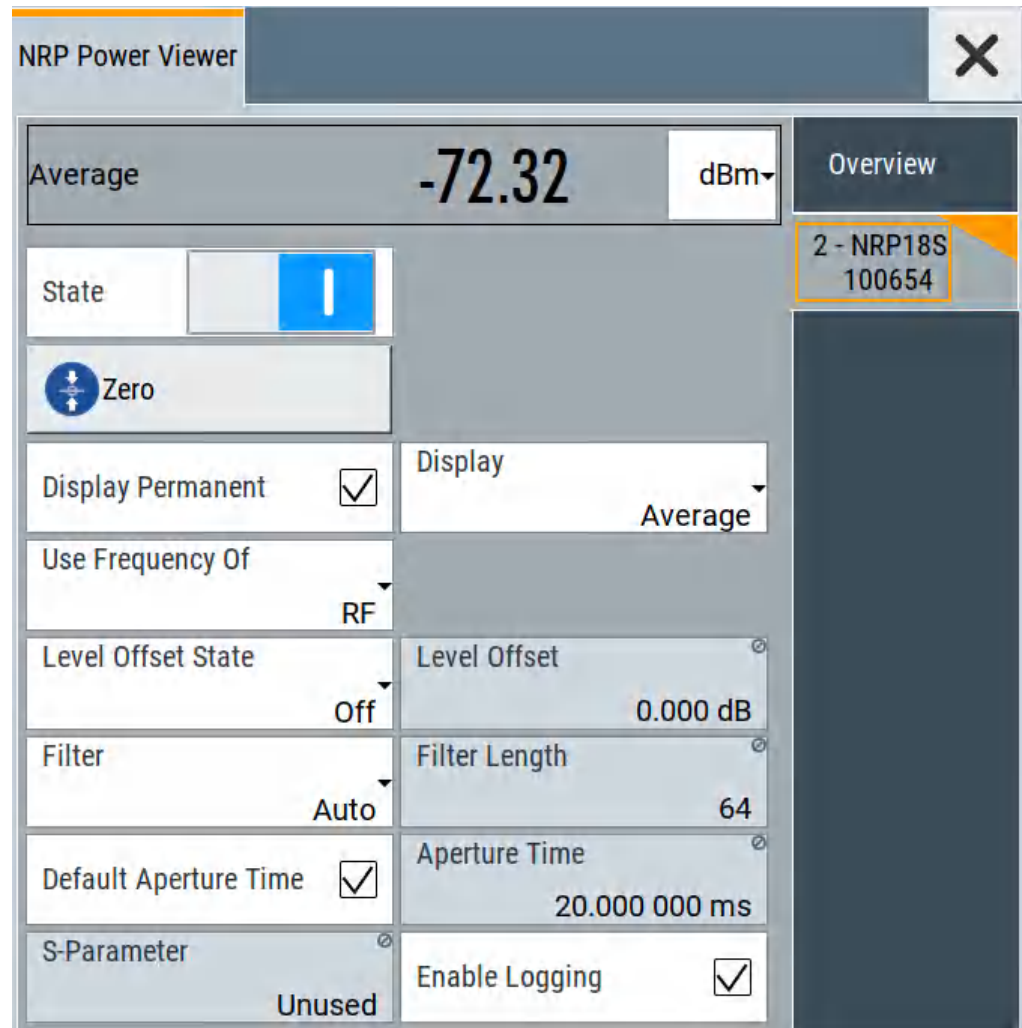 NRP Power Viewer
Average -72.32 dBm
Overview
2 - NRP18S
100654
State
Zero
Display Permanent
Display
Average
Use Frequency Of
RF
Level Offset State
Off
Level Offset
0.000 dB
Filter
Auto
Filter Length
64
Default Aperture Time
Aperture Time
20.000 000 ms
S-Parameter
Unused
Enable Logging